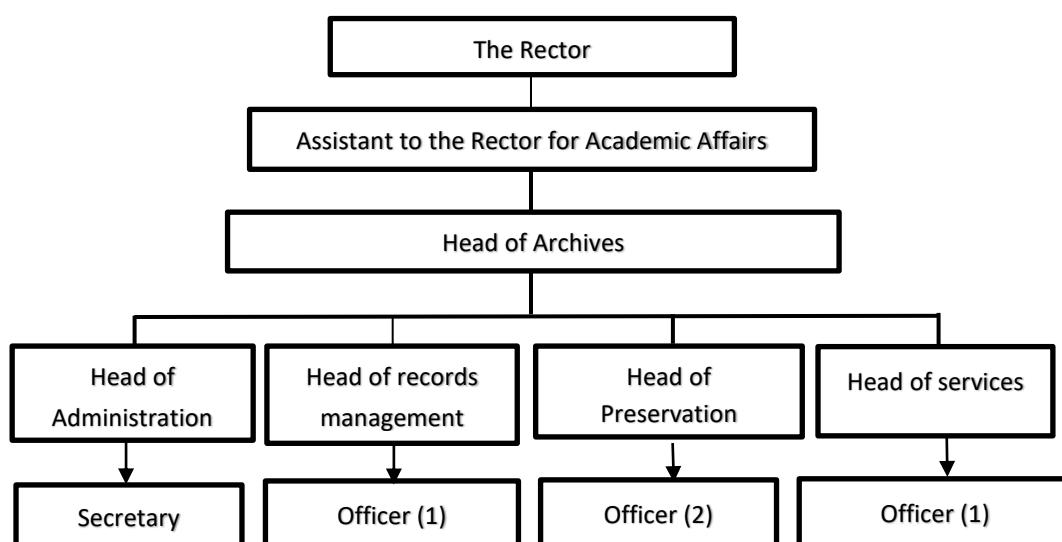 The Rector
Assistant to the Rector for Academic Affairs
Head of Archives
Head of
Administration
Head of records
management
Head of
Preservation
Head of services
Secretary
Officer (1)
Officer (2)
Officer (1)